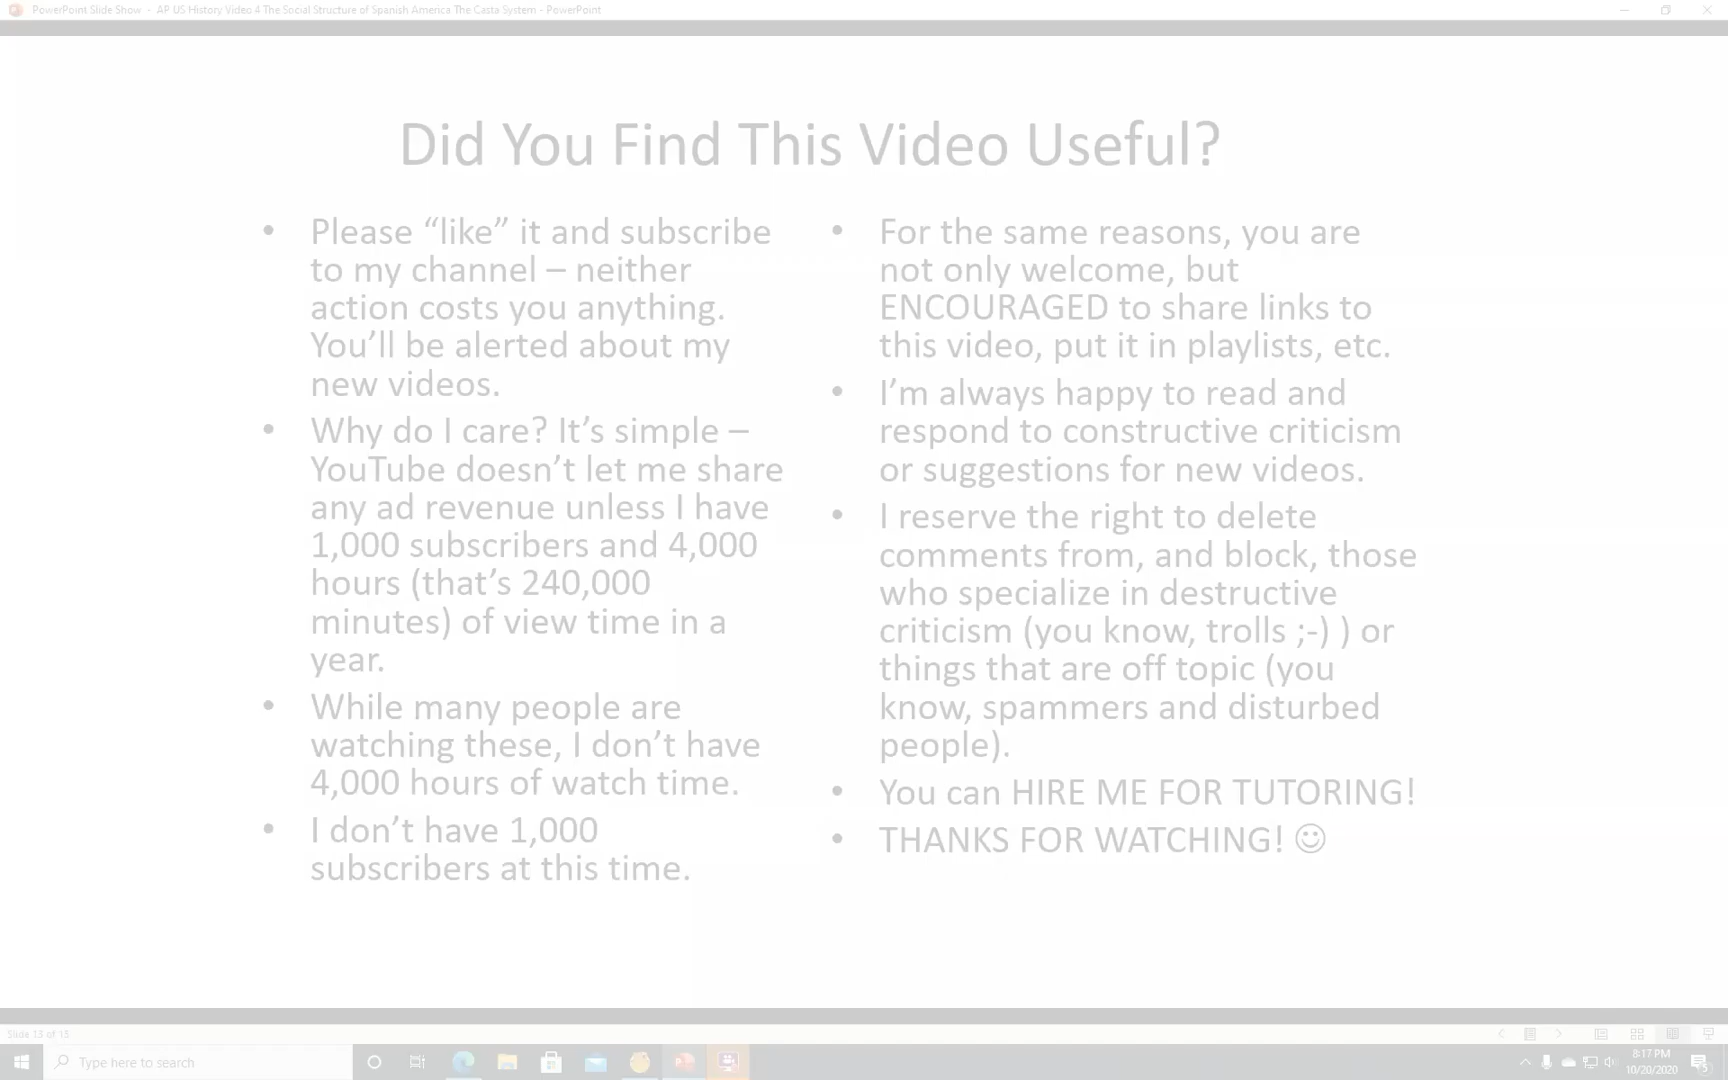 PowerPoint Slide Show - AP US History Video 4 The Social Structure of Spanish America The Casta System - PowerPoint
Did You Find This Video Useful?
• Please “like” it and subscribe
to my channel – neither
action costs you anything.
You’ll be alerted about my
new videos.
• Why do I care? It’s simple –
YouTube doesn’t let me share
any ad revenue unless I have
1,000 subscribers and 4,000
hours (that’s 240,000
minutes) of view time in a
year.
• While many people are
watching these, I don’t have
4,000 hours of watch time.
• I don’t have 1,000
subscribers at this time.
• For the same reasons, you are
not only welcome, but
ENCOURAGED to share links to
this video, put it in playlists, etc.
• I’m always happy to read and
respond to constructive criticism
or suggestions for new videos.
• I reserve the right to delete
comments from, and block, those
who specialize in destructive
criticism (you know, trolls ;-) ) or
things that are off topic (you
know, spammers and disturbed
people).
• You can HIRE ME FOR TUTORING!
• THANKS FOR WATCHING! ☺
Slide 13 of 13
Type here to search
8:17 PM
10/20/2020
5